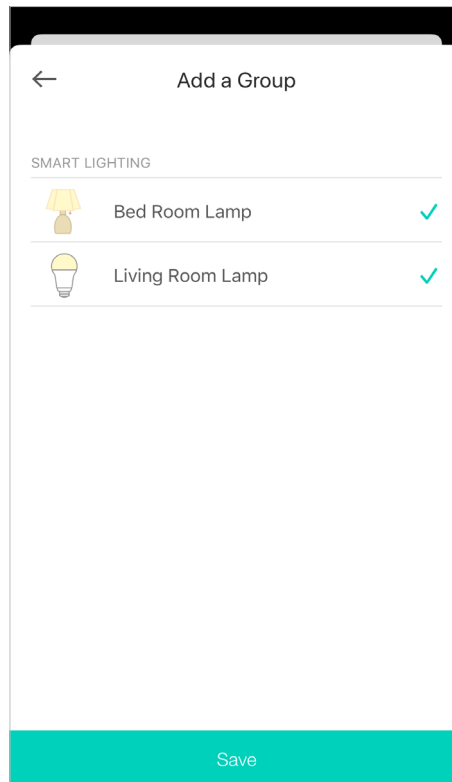 Add a Group
SMART LIGHTING
Bed Room Lamp
Living Room Lamp
Save